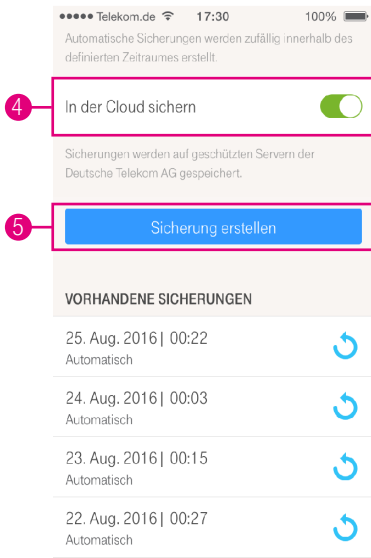 Telekom.de 17:30 100%
Automatische Sicherungen werden zufällig innerhalb des
definierten Zeitraumes erstellt.
4 In der Cloud sichern
Sicherungen werden auf geschützten Servern der
Deutsche Telekom AG gespeichert.
5 Sicherung erstellen
VORHANDENE SICHERUNGEN
25. Aug. 2016| 00:22
Automatisch
24. Aug. 2016| 00:03
Automatisch
23. Aug. 2016| 00:15
Automatisch
22. Aug. 2016| 00:27
Automatisch